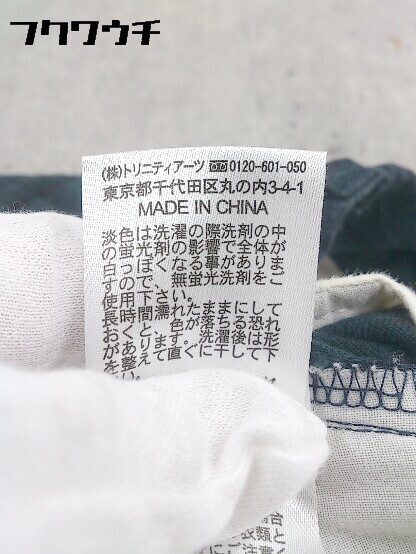 フクワウチ
(株)トリニティアーツ 0120-601-050
東京都千代田区丸の内3-4-1
MADE IN CHINA
淡色は洗濯の際洗剤の中
の蛍光剤の影響で全体が
白っぽくなる事がありま
すので、無蛍光洗剤をご
使用下さい。
長時間濡れたままにして
おくと、色が落ちる恐れ
があります。洗濯後は形
を整えて直ぐに干して下
さい。